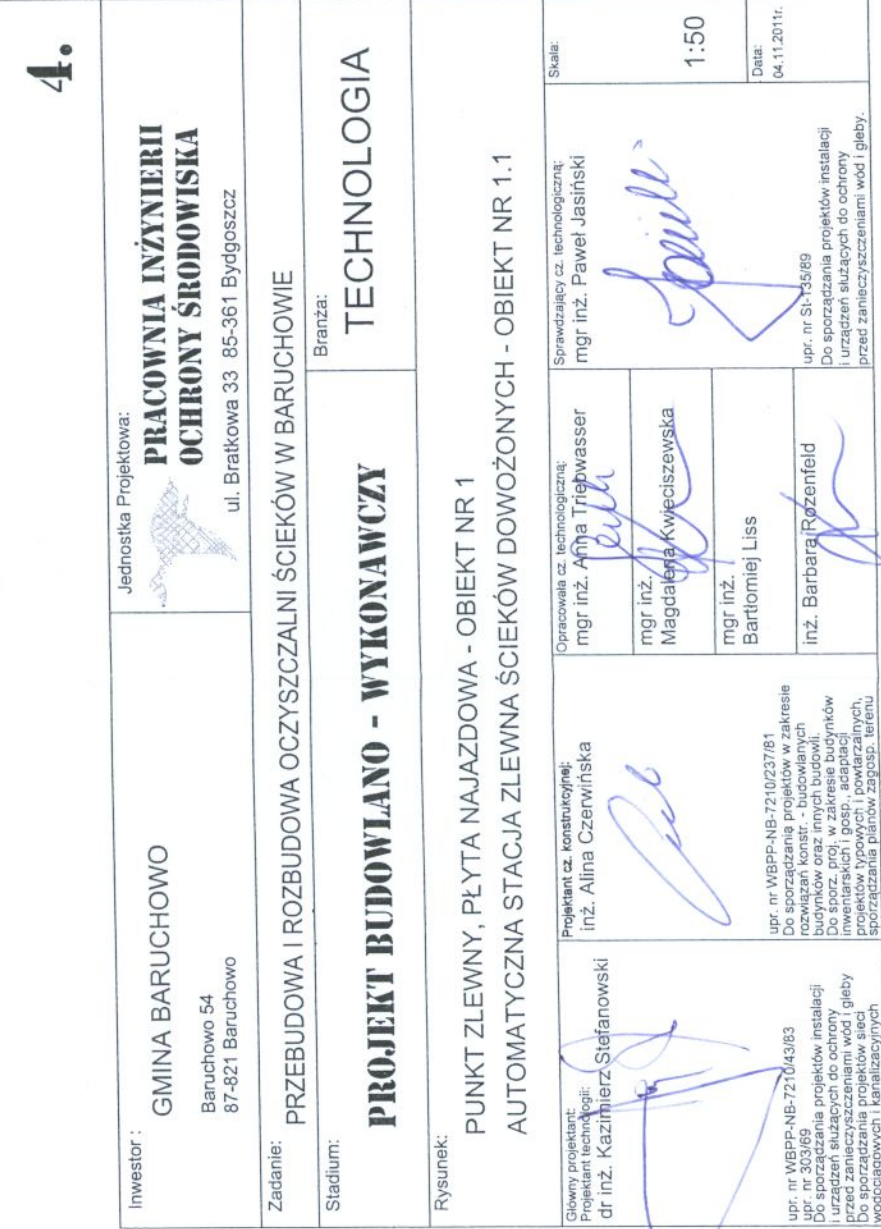 4.
Inwestor :
GMINA BARUCHOWO
Baruchowo 54
87-821 Baruchowo
Jednostka Projektowa:
PRACOWNIA INŻYNIERII
OCHRONY ŚRODOWISKA
ul. Bratkowa 33 85-361 Bydgoszcz
Zadanie:
PRZEBUDOWA I ROZBUDOWA OCZYSZCZALNI ŚCIEKÓW W BARUCHOWIE
Stadium:
PROJEKT BUDOWLANO - WYKONAWCZY
Branża:
TECHNOLOGIA
Rysunek:
PUNKT ZLEWNY, PŁYTA NAJAZDOWA - OBIEKT NR 1
AUTOMATYCZNA STACJA ZLEWNA ŚCIEKÓW DOWOŻONYCH - OBIEKT NR 1.1
Główny projektant:
Projektant technologii:
dr inż. Kazimierz Stefanowski
upr. nr WBPP-NB-7210/43/83
upr. nr 303/69
Do sporządzania projektów instalacji
i urządzeń służących do ochrony
przed zanieczyszczeniami wód i gleby
Do sporządzania projektów sieci
wodociągowych i kanalizacyjnych
Projektant cz. konstrukcyjnej:
inż. Alina Czerwińska
upr. nr WBPP-NB-7210/237/81
Do sporządzanią projektów w zakresie
rozwiązań konstr. - budowlanych
budynków oraz innych budowli.
Do sporz. proj. w zakresie budynków
inwentarskich i gosp., adaptacji
projektów typowych i powtarzalnych,
sporządzania planów zagosp. terenu
Opracowała cz. technologiczną:
mgr inż. Anna Triebwasser
mgr inż.
Magdalena Kwieciszewska
mgr inż.
Bartłomiej Liss
inż. Barbara Rozenfeld
Sprawdzający cz. technologiczną:
mgr inż. Paweł Jasiński
upr. nr St-135/89
Do sporządzania projektów instalacji
i urządzeń służących do ochrony
przed zanieczyszczeniami wód i gleby.
Skala:
1:50
Data:
04.11.2011r.